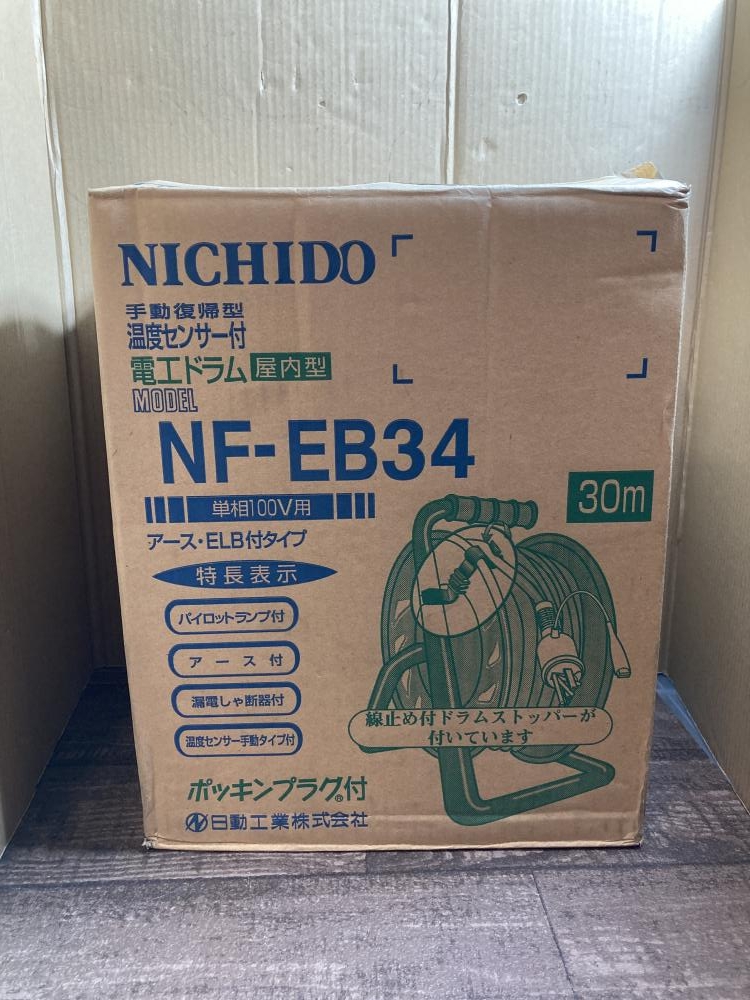 NICHIDO
手動復帰型
温度センサー付
電工ドラム 屋内型
MODEL
NF-EB34
単相100V用
30m
アース・ELB付タイプ
特長表示
パイロットランプ付
アース付
漏電しゃ断器付
温度センサー手動タイプ付
線止め付ドラムストッパーが
付いています
ポッキンプラグ®付
日動工業株式会社